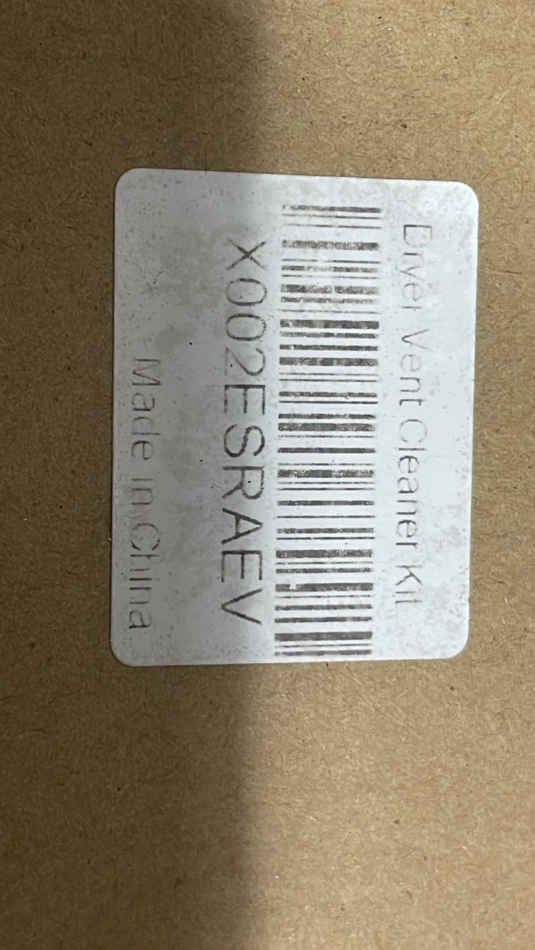 Dryer Vent Cleaner Kit
X002ESRAEV
Made in China